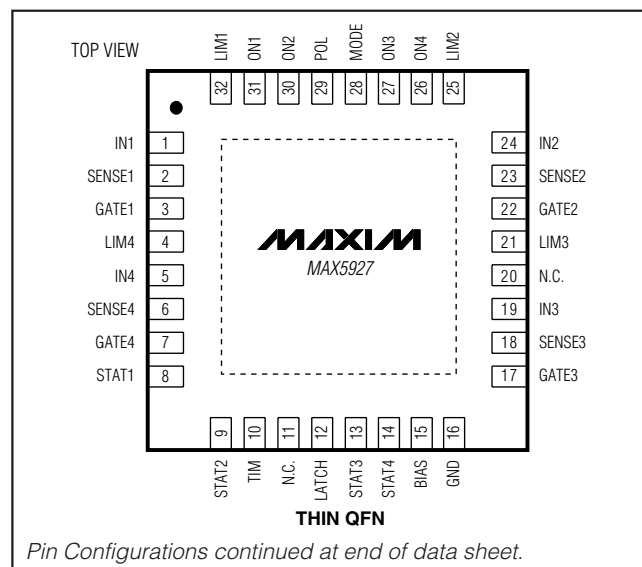 TOP VIEW
LIM1
ON1
ON2
POL
MODE
ON3
ON4
LIM2
32
31
30
29
28
27
26
25
IN1 1
SENSE1 2
GATE1 3
LIM4 4
IN4 5
SENSE4 6
GATE4 7
STAT1 8
MAXIM
MAX5927
24 IN2
23 SENSE2
22 GATE2
21 LIM3
20 N.C.
19 IN3
18 SENSE3
17 GATE3
9
10
11
12
13
14
15
16
STAT2
TIM
N.C.
LATCH
STAT3
STAT4
BIAS
GND
THIN QFN
Pin Configurations continued at end of data sheet.